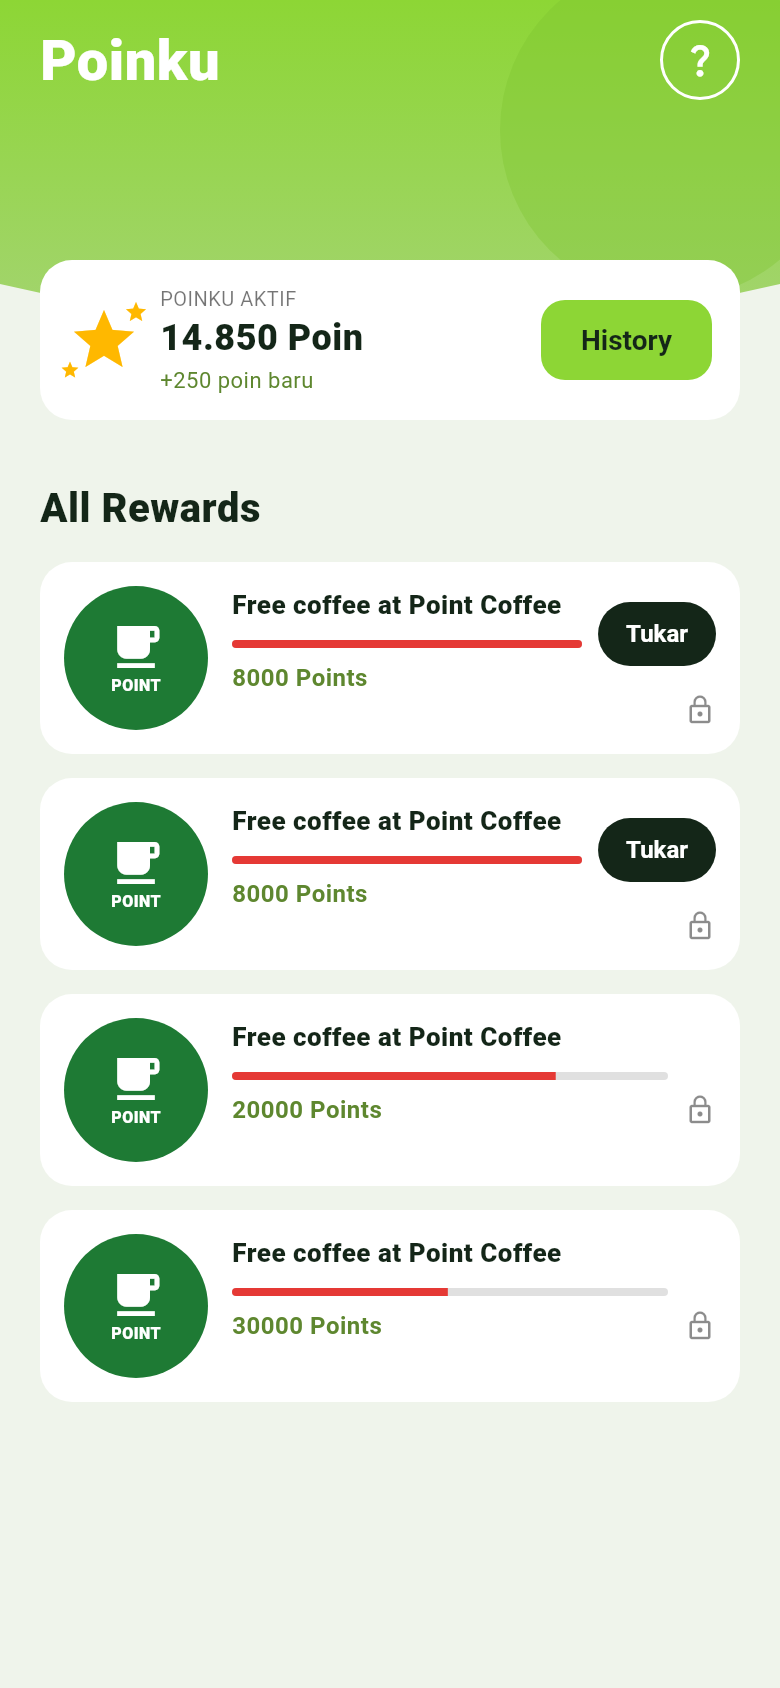 Poinku
?
POINKU AKTIF
14.850 Poin
+250 poin baru
History
All Rewards
POINT
Free coffee at Point Coffee
8000 Points
Tukar
POINT
Free coffee at Point Coffee
8000 Points
Tukar
POINT
Free coffee at Point Coffee
20000 Points
POINT
Free coffee at Point Coffee
30000 Points